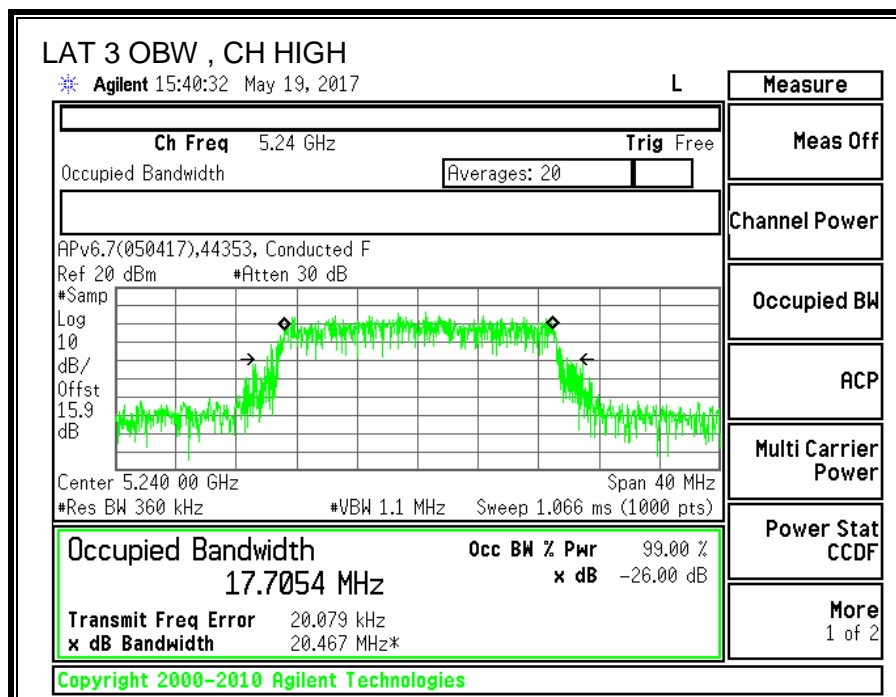 LAT 3 OBW , CH HIGH
Agilent 15:40:32 May 19, 2017 L Measure
Ch Freq 5.24 GHz Trig Free
Meas Off
Occupied Bandwidth Averages: 20
Channel Power
APv6.7(050417),44353, Conducted F
Ref 20 dBm #Atten 30 dB
#Samp
Log
10
dB/
Offst
15.9
dB
Occupied BW
ACP
Multi Carrier
Power
Center 5.240 00 GHz Span 40 MHz
#Res BW 360 kHz #VBW 1.1 MHz Sweep 1.066 ms (1000 pts)
Power Stat
CCDF
Occupied Bandwidth Occ BW % Pwr 99.00 %
17.7054 MHz x dB -26.00 dB
Transmit Freq Error 20.079 kHz
x dB Bandwidth 20.467 MHz*
More
1 of 2
Copyright 2000-2010 Agilent Technologies